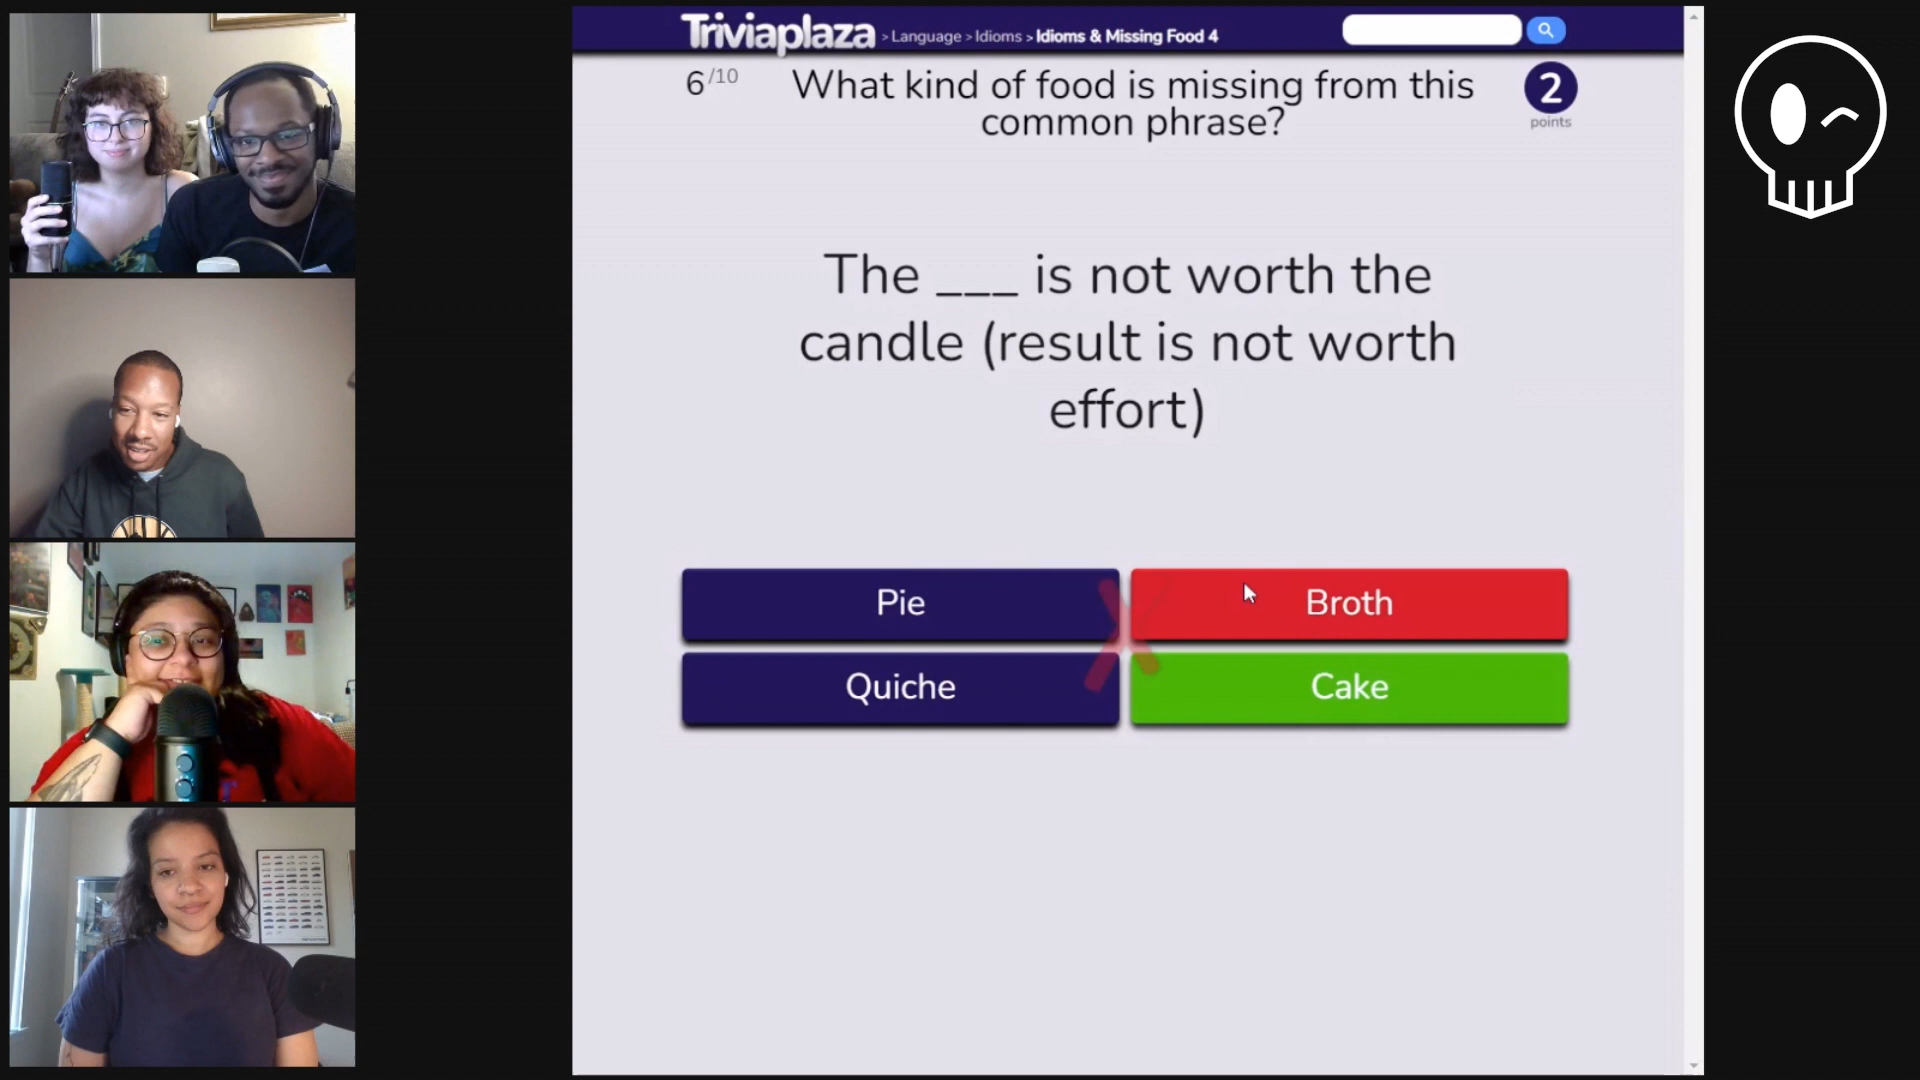 Triviaplaza > Language > Idioms > Idioms & Missing Food 4
6/10
What kind of food is missing from this
common phrase?
2
points
The ___ is not worth the
candle (result is not worth
effort)
Pie
Broth
Quiche
Cake